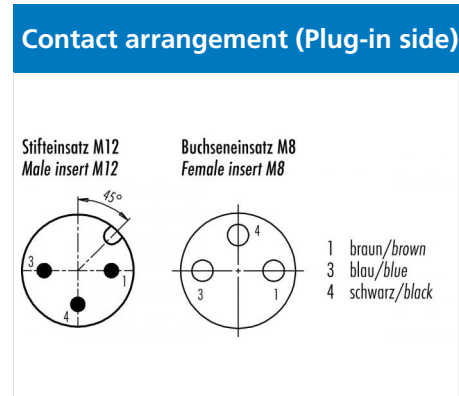 Contact arrangement (Plug-in side)
Stifteinsatz M12
Male insert M12
Buchseneinsatz M8
Female insert M8
45°
3
1
4
4
3
1
1 braun/brown
3 blau/blue
4 schwarz/black